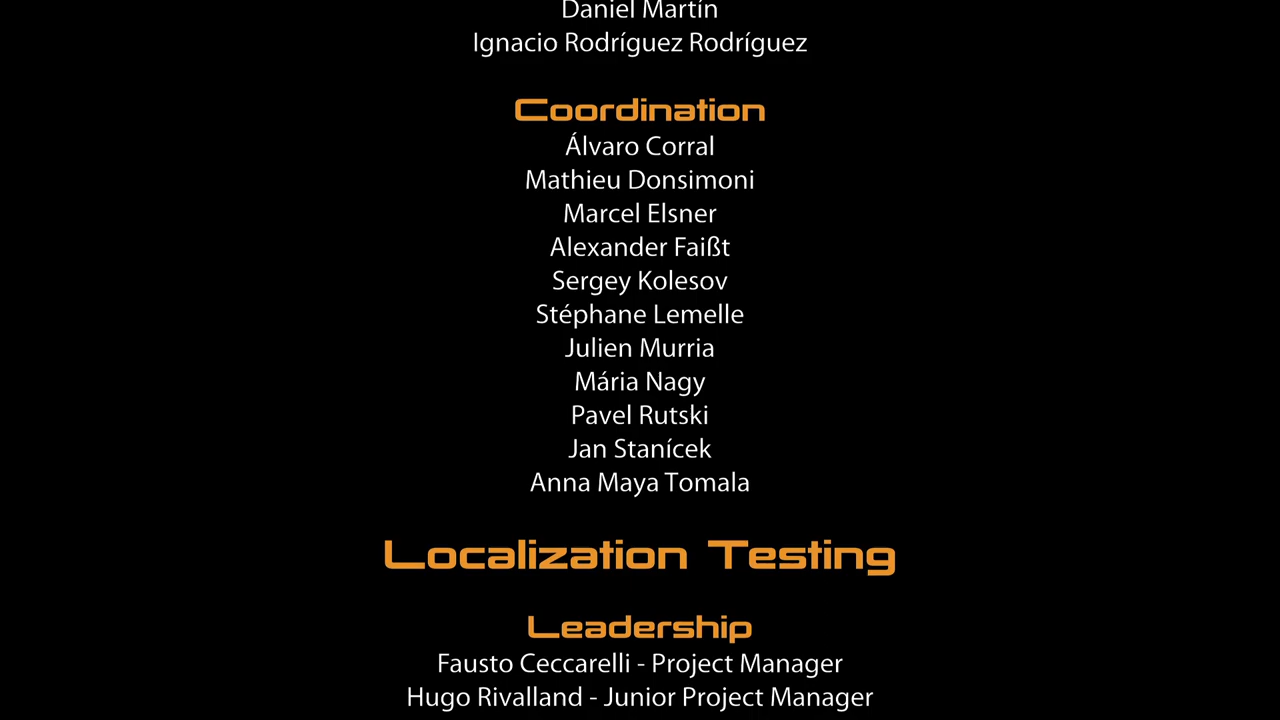 Daniel Martín
Ignacio Rodríguez Rodríguez
Coordination
Álvaro Corral
Mathieu Donsimoni
Marcel Elsner
Alexander Faißt
Sergey Kolesov
Stéphane Lemelle
Julien Murria
Mária Nagy
Pavel Rutski
Jan Stanícek
Anna Maya Tomala
Localization Testing
Leadership
Fausto Ceccarelli - Project Manager
Hugo Rivalland - Junior Project Manager